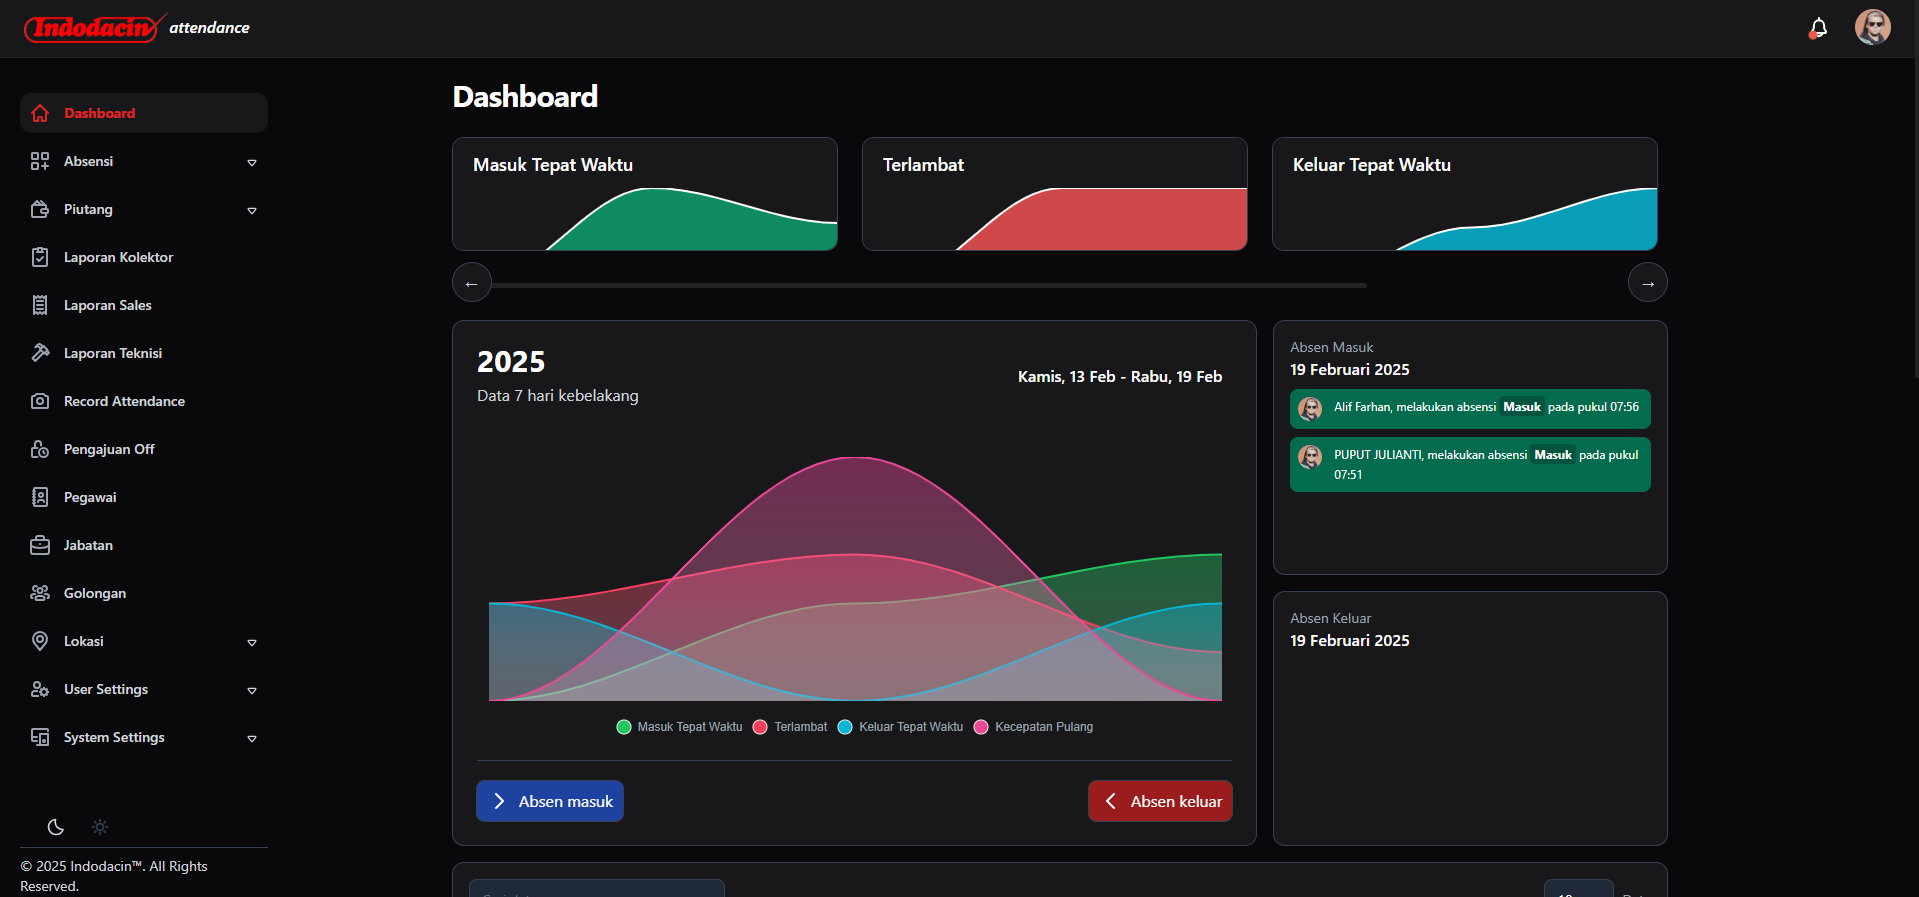 Indodacin attendance
Dashboard
Absensi
Piutang
Laporan Kolektor
Laporan Sales
Laporan Teknisi
Record Attendance
Pengajuan Off
Pegawai
Jabatan
Golongan
Lokasi
User Settings
System Settings
© 2025 Indodacin™. All Rights
Reserved.
Dashboard
Masuk Tepat Waktu
Terlambat
Keluar Tepat Waktu
←
→
2025
Data 7 hari kebelakang
Kamis, 13 Feb - Rabu, 19 Feb
Masuk Tepat Waktu
Terlambat
Keluar Tepat Waktu
Kecepatan Pulang
Absen masuk
Absen keluar
Absen Masuk
19 Februari 2025
Alif Farhan, melakukan absensi Masuk pada pukul 07:56
PUPUT JULIANTI, melakukan absensi Masuk pada pukul
07:51
Absen Keluar
19 Februari 2025